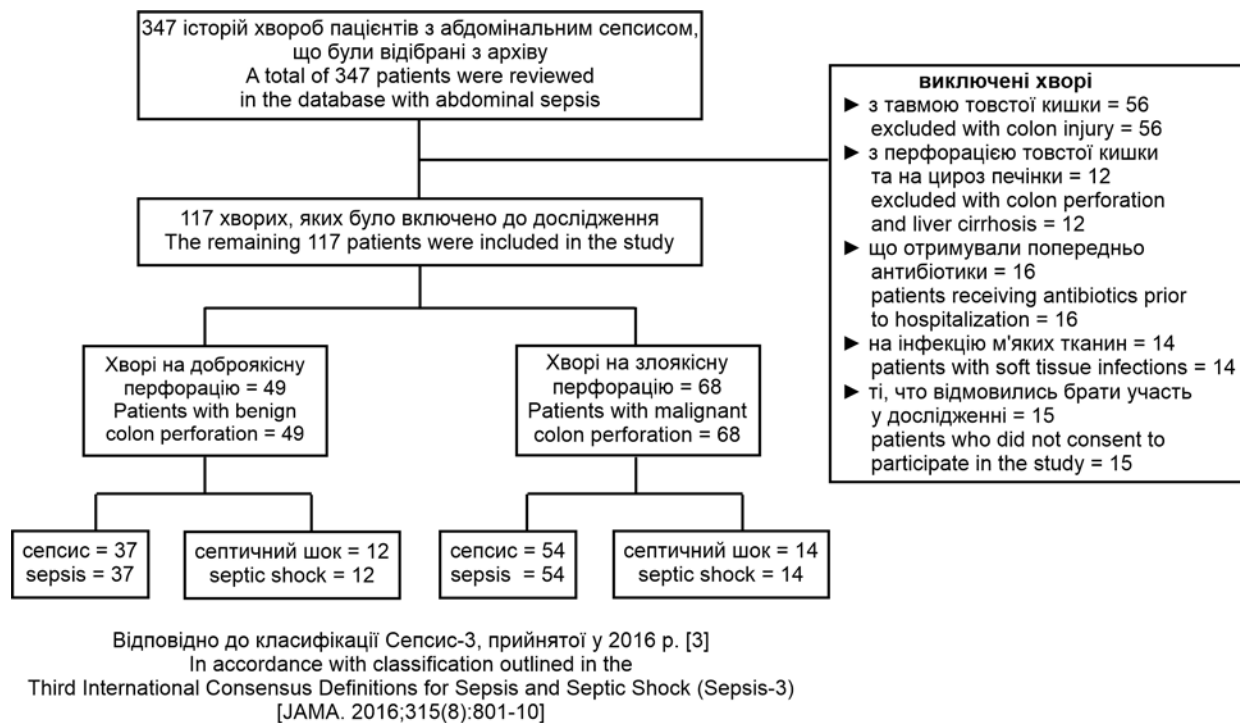 347 історій хвороб пацієнтів з абдомінальним сепсисом,
що були відібрані з архіву
A total of 347 patients were reviewed
in the database with abdominal sepsis
виключені хворі
► з тавмою товстої кишки = 56
excluded with colon injury = 56
► з перфорацією товстої кишки
та на цироз печінки = 12
excluded with colon perforation
and liver cirrhosis = 12
► що отримували попередньо
антибіотики = 16
patients receiving antibiotics prior
to hospitalization = 16
► на інфекцію м'яких тканин = 14
patients with soft tissue infections = 14
► ті, что відмовились брати участь
у дослідженні = 15
patients who did not consent to
participate in the study = 15
117 хворих, яких було включено до дослідження
The remaining 117 patients were included in the study
Хворі на доброякісну
перфорацію = 49
Patients with benign
colon perforation = 49
Хворі на злоякісну
перфорацію = 68
Patients with malignant
colon perforation = 68
сепсис = 37
sepsis = 37
септичний шок = 12
septic shock = 12
сепсис = 54
sepsis = 54
септичний шок = 14
septic shock = 14
Відповідно до класифікації Сепсис-3, прийнятої у 2016 р. [3]
In accordance with classification outlined in the
Third International Consensus Definitions for Sepsis and Septic Shock (Sepsis-3)
[JAMA. 2016;315(8):801-10]